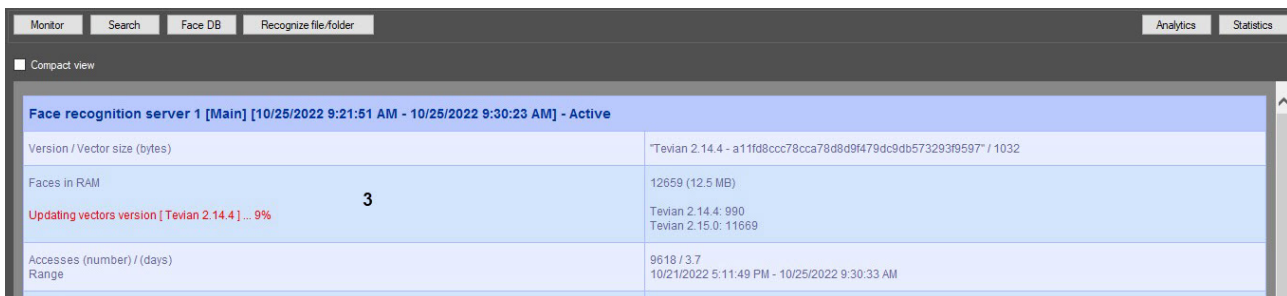 Monitor Search Face DB Recognize file/folder Analytics Statistics
Compact view
Face recognition server 1 [Main] [10/25/2022 9:21:51 AM - 10/25/2022 9:30:23 AM] - Active
Version / Vector size (bytes) "Tevian 2.14.4 - a11fd8ccc78cca78d8d9f479dc9db573293f9597" / 1032
Faces in RAM 12659 (12.5 MB)
3
Updating vectors version [ Tevian 2.14.4 ] ... 9% Tevian 2.14.4: 990
Tevian 2.15.0: 11669
Accesses (number) / (days) 9618 / 3.7
Range 10/21/2022 5:11:49 PM - 10/25/2022 9:30:33 AM